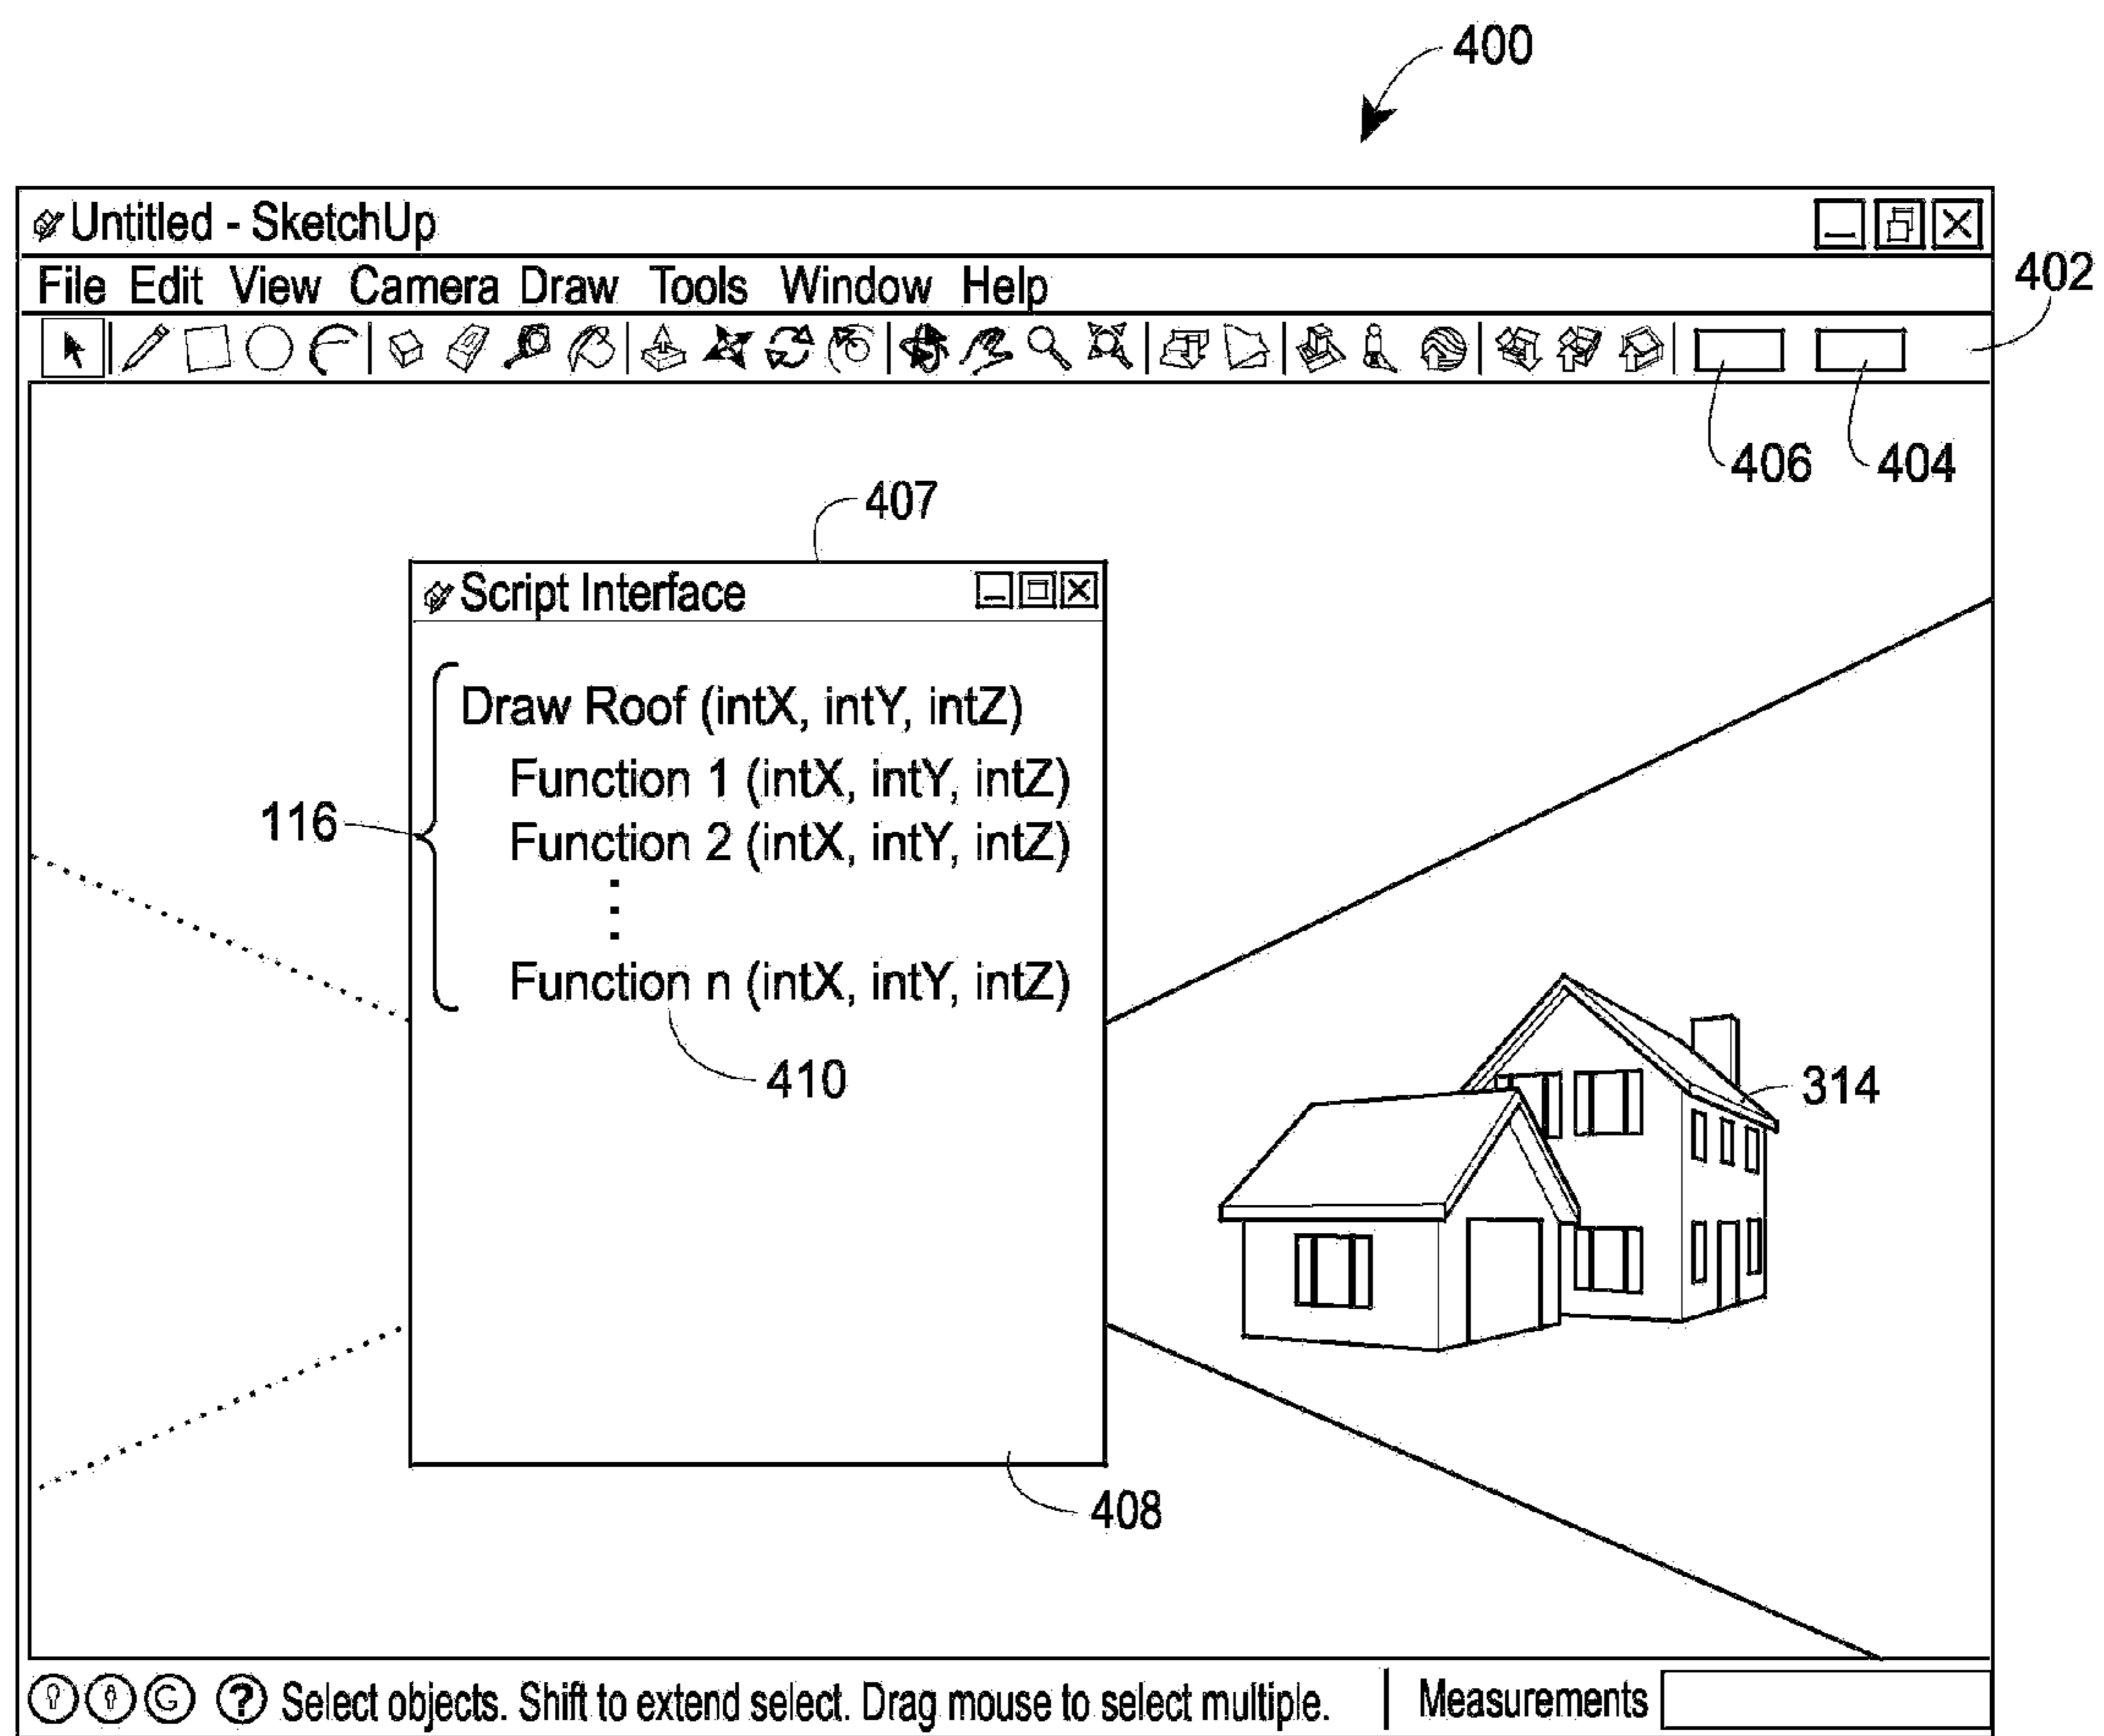 400
Untitled - SketchUp
File Edit View Camera Draw Tools Window Help
402
406
404
407
Script Interface
Draw Roof (intX, intY, intZ)
Function 1 (intX, intY, intZ)
116
Function 2 (intX, intY, intZ)
Function n (intX, intY, intZ)
410
314
408
G ? Select objects. Shift to extend select. Drag mouse to select multiple. | Measurements